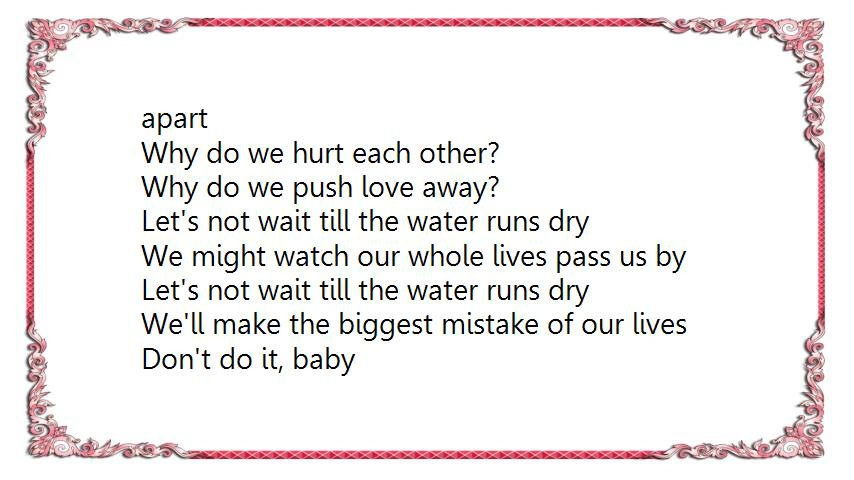 apart
Why do we hurt each other?
Why do we push love away?
Let's not wait till the water runs dry
We might watch our whole lives pass us by
Let's not wait till the water runs dry
We'll make the biggest mistake of our lives
Don't do it, baby